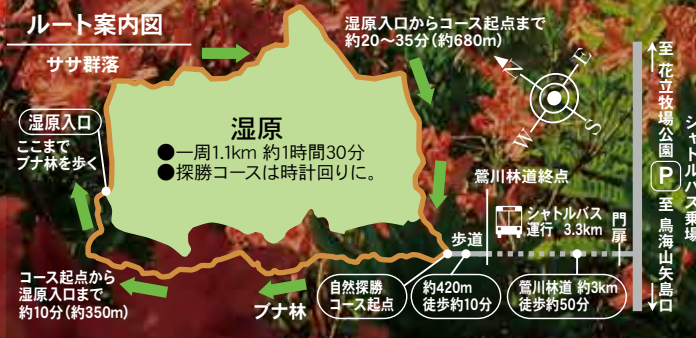 ルート案内図
ササ群落
湿原入口
ここまで
ブナ林を歩く
湿原
●一周1.1km 約1時間30分
●探勝コースは時計回りに。
湿原入口からコース起点まで
約20〜35分(約680m)
N
E
W
S
至 花立牧場公園
P
至 鳥海山矢島口
シャトルバス乗場
鶯川林道終点
シャトルバス
運行 3.3km
門扉
歩道
自然探勝
コース起点
約420m
徒歩約10分
鶯川林道 約3km
徒歩約50分
ブナ林
コース起点から
湿原入口まで
約10分(約350m)